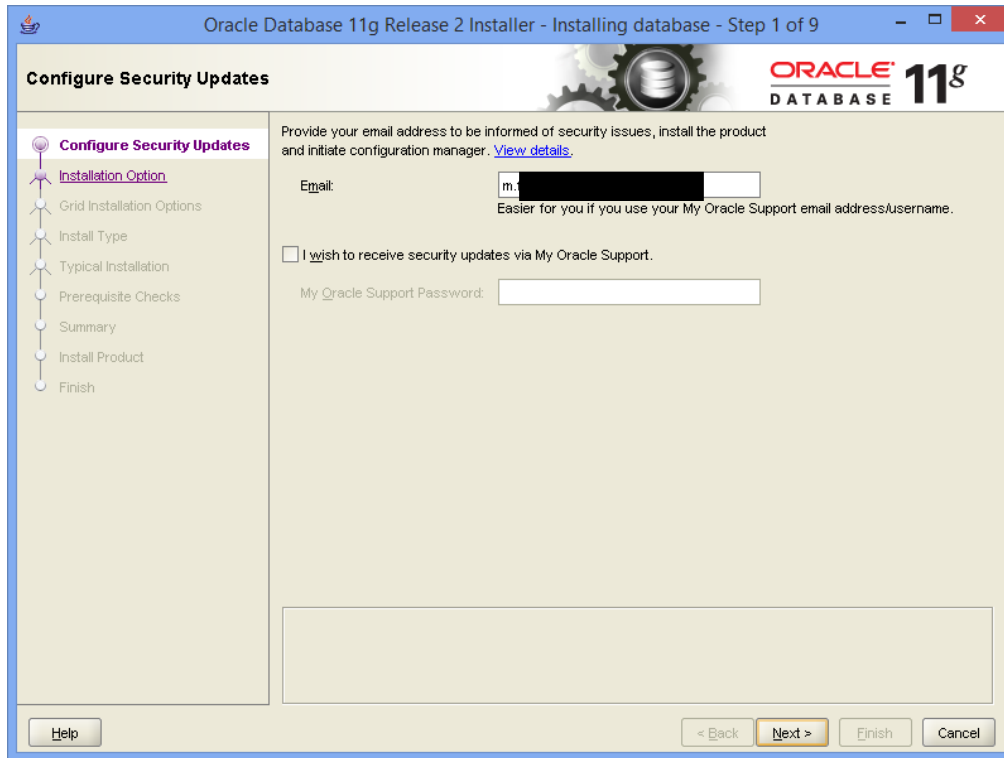 Oracle Database 11g Release 2 Installer - Installing database - Step 1 of 9
Configure Security Updates
ORACLE 11g
DATABASE
Configure Security Updates
Installation Option
Grid Installation Options
Install Type
Typical Installation
Prerequisite Checks
Summary
Install Product
Finish
Provide your email address to be informed of security issues, install the product
and initiate configuration manager. View details.
Email:
m.
Easier for you if you use your My Oracle Support email address/username.
I wish to receive security updates via My Oracle Support.
My Oracle Support Password:
Help
< Back
Next >
Finish
Cancel